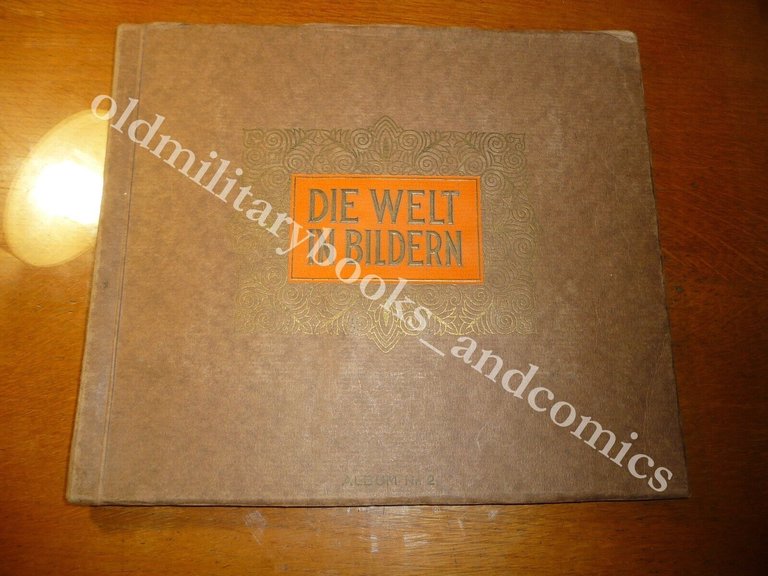 DIE WELT
IN BILDERN
ALBUM Nr 2
oldmilitarybooks_andcomics